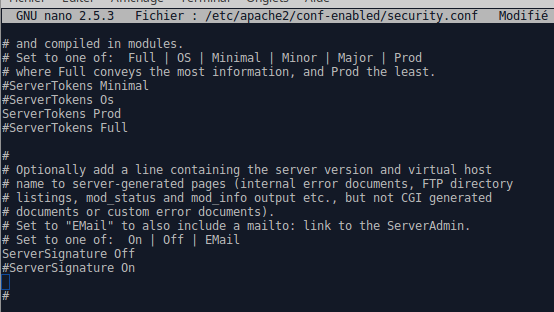 GNU nano 2.5.3 Fichier : /etc/apache2/conf-enabled/security.conf Modifié
# and compiled in modules.
# Set to one of:  Full | OS | Minimal | Minor | Major | Prod
# where Full conveys the most information, and Prod the least.
#ServerTokens Minimal
#ServerTokens Os
ServerTokens Prod
#ServerTokens Full
#
# Optionally add a line containing the server version and virtual host
# name to server-generated pages (internal error documents, FTP directory
# listings, mod_status and mod_info output etc., but not CGI generated
# documents or custom error documents).
# Set to "EMail" to also include a mailto: link to the ServerAdmin.
# Set to one of:  On | Off | EMail
ServerSignature Off
#ServerSignature On
#